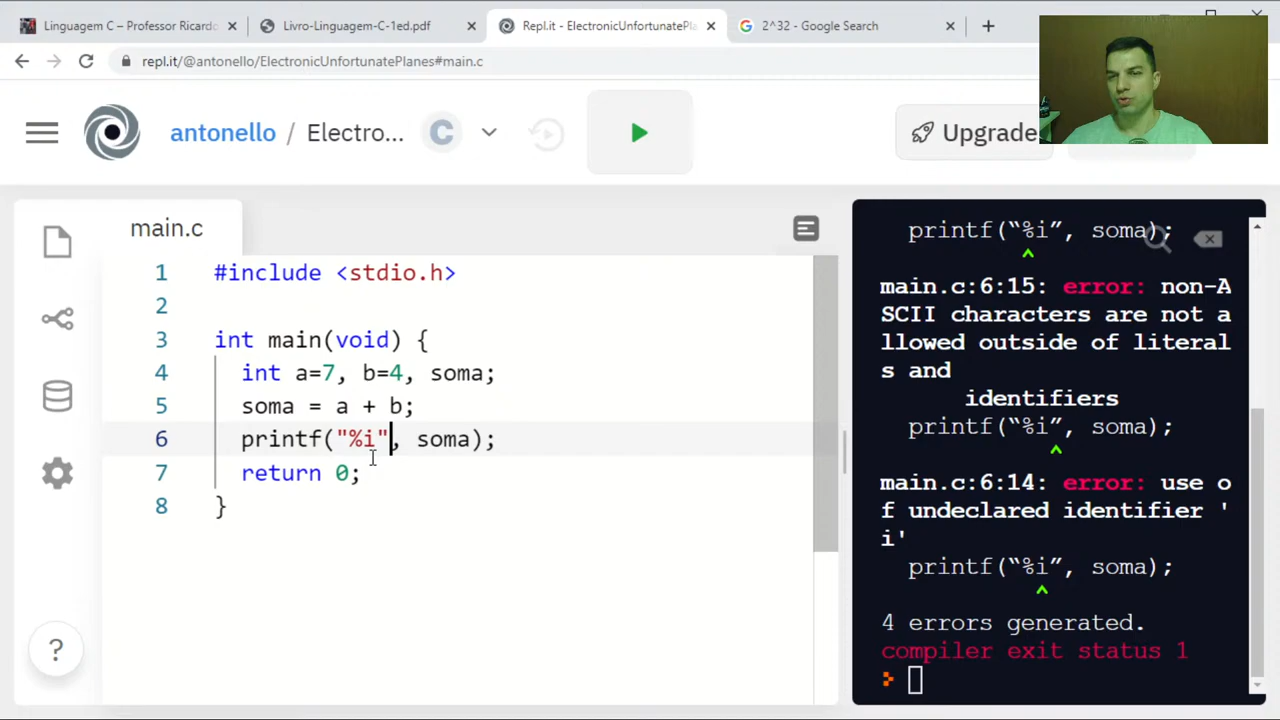 Linguagem C – Professor Ricardo
Livro-Linguagem-C-1ed.pdf
Repl.it - ElectronicUnfortunatePla
2^32 - Google Search
repl.it/@antonello/ElectronicUnfortunatePlanes#main.c
antonello / Electro...
C
Upgrade
main.c
1 #include <stdio.h>
2
3 int main(void) {
4 int a=7, b=4, soma;
5 soma = a + b;
6 printf("%i", soma);
7 return 0;
8 }
?
printf(“%i”, soma);
^
main.c:6:15: error: non-A
SCII characters are not a
llowed outside of literal
s and
identifiers
printf(“%i”, soma);
^
main.c:6:14: error: use o
f undeclared identifier '
i'
printf(“%i”, soma);
^
4 errors generated.
compiler exit status 1